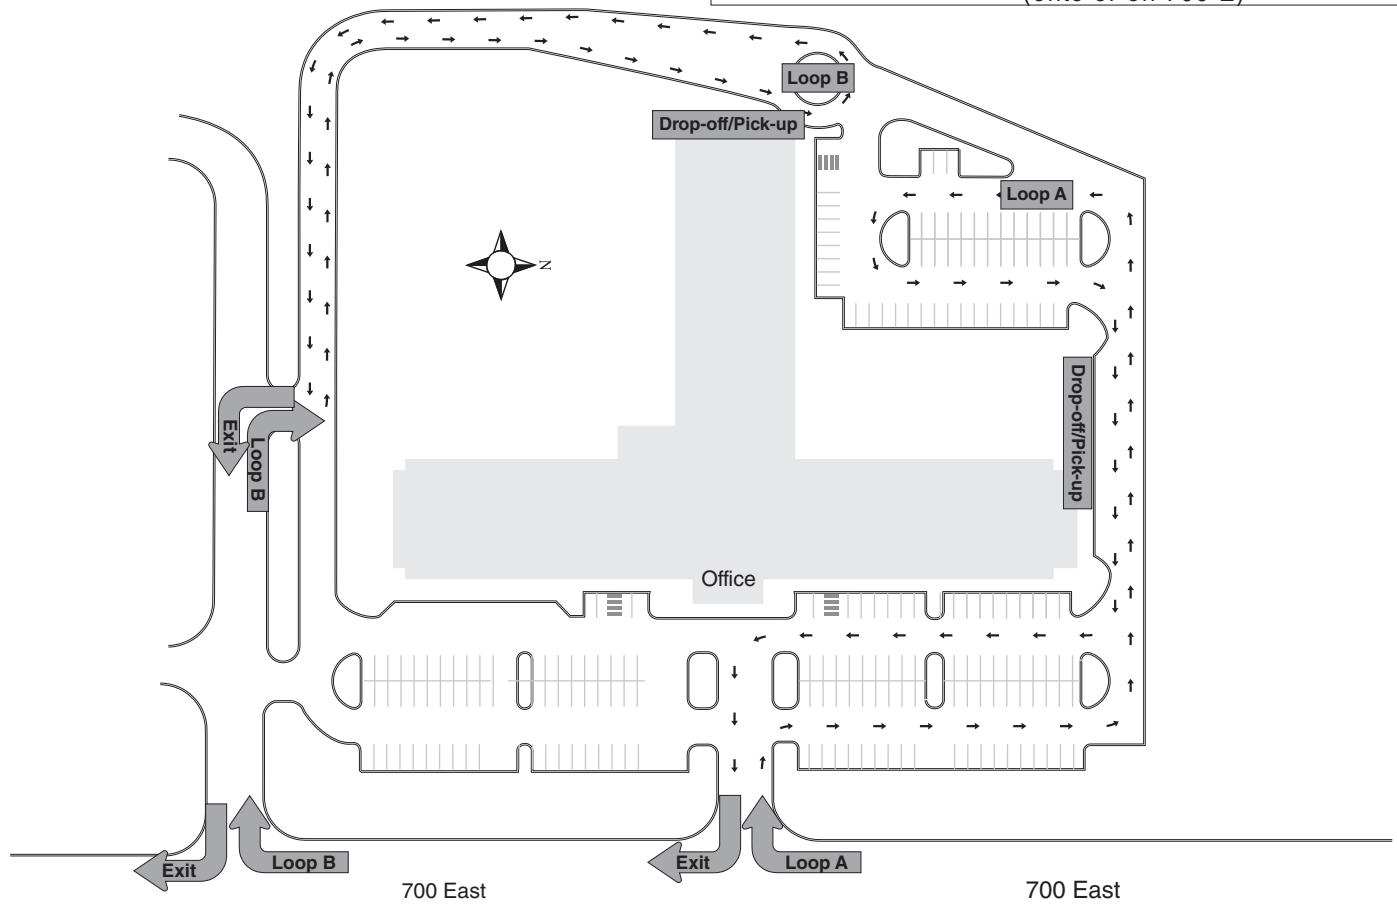 Loop B
Drop-off/Pick-up
Loop A
N
Drop-off/Pick-up
Exit
Loop B
Office
Exit
Loop B
Exit
Loop A
700 East
700 East